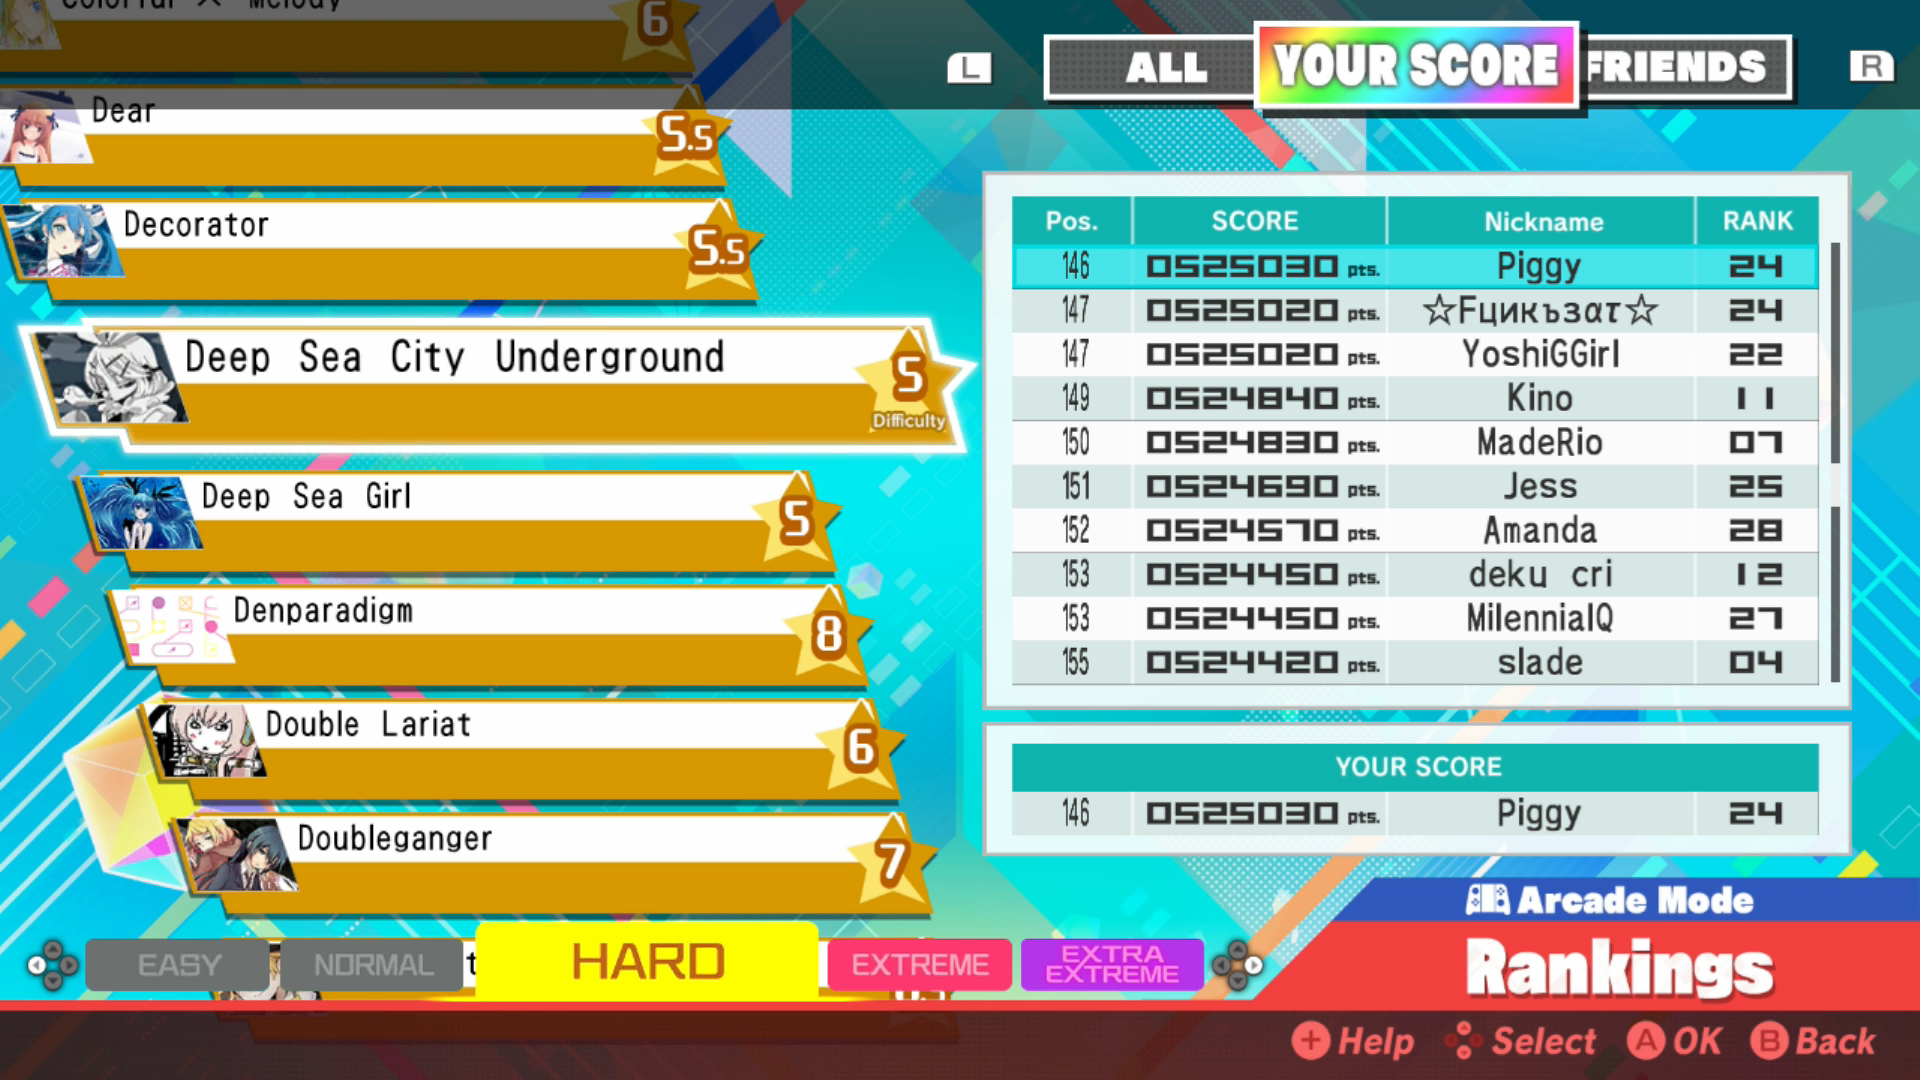 Colorful × Melody
6
Dear
5.5
Decorator
5.5
Deep Sea City Underground
5
Difficulty
Deep Sea Girl
5
Denparadigm
8
Double Lariat
6
Doubleganger
7
L
ALL
YOUR SCORE
FRIENDS
R
Pos. SCORE Nickname RANK
146 0525030 pts. Piggy 24
147 0525020 pts. ☆Fциκъзατ☆ 24
147 0525020 pts. YoshiGGirl 22
149 0524840 pts. Kino 11
150 0524830 pts. MadeRio 07
151 0524690 pts. Jess 25
152 0524570 pts. Amanda 28
153 0524450 pts. deku cri 12
153 0524450 pts. MilennialQ 27
155 0524420 pts. slade 04
YOUR SCORE
146 0525030 pts. Piggy 24
Arcade Mode
Rankings
EASY
NORMAL
HARD
EXTREME
EXTRA
EXTREME
+ Help
Select
A OK
B Back